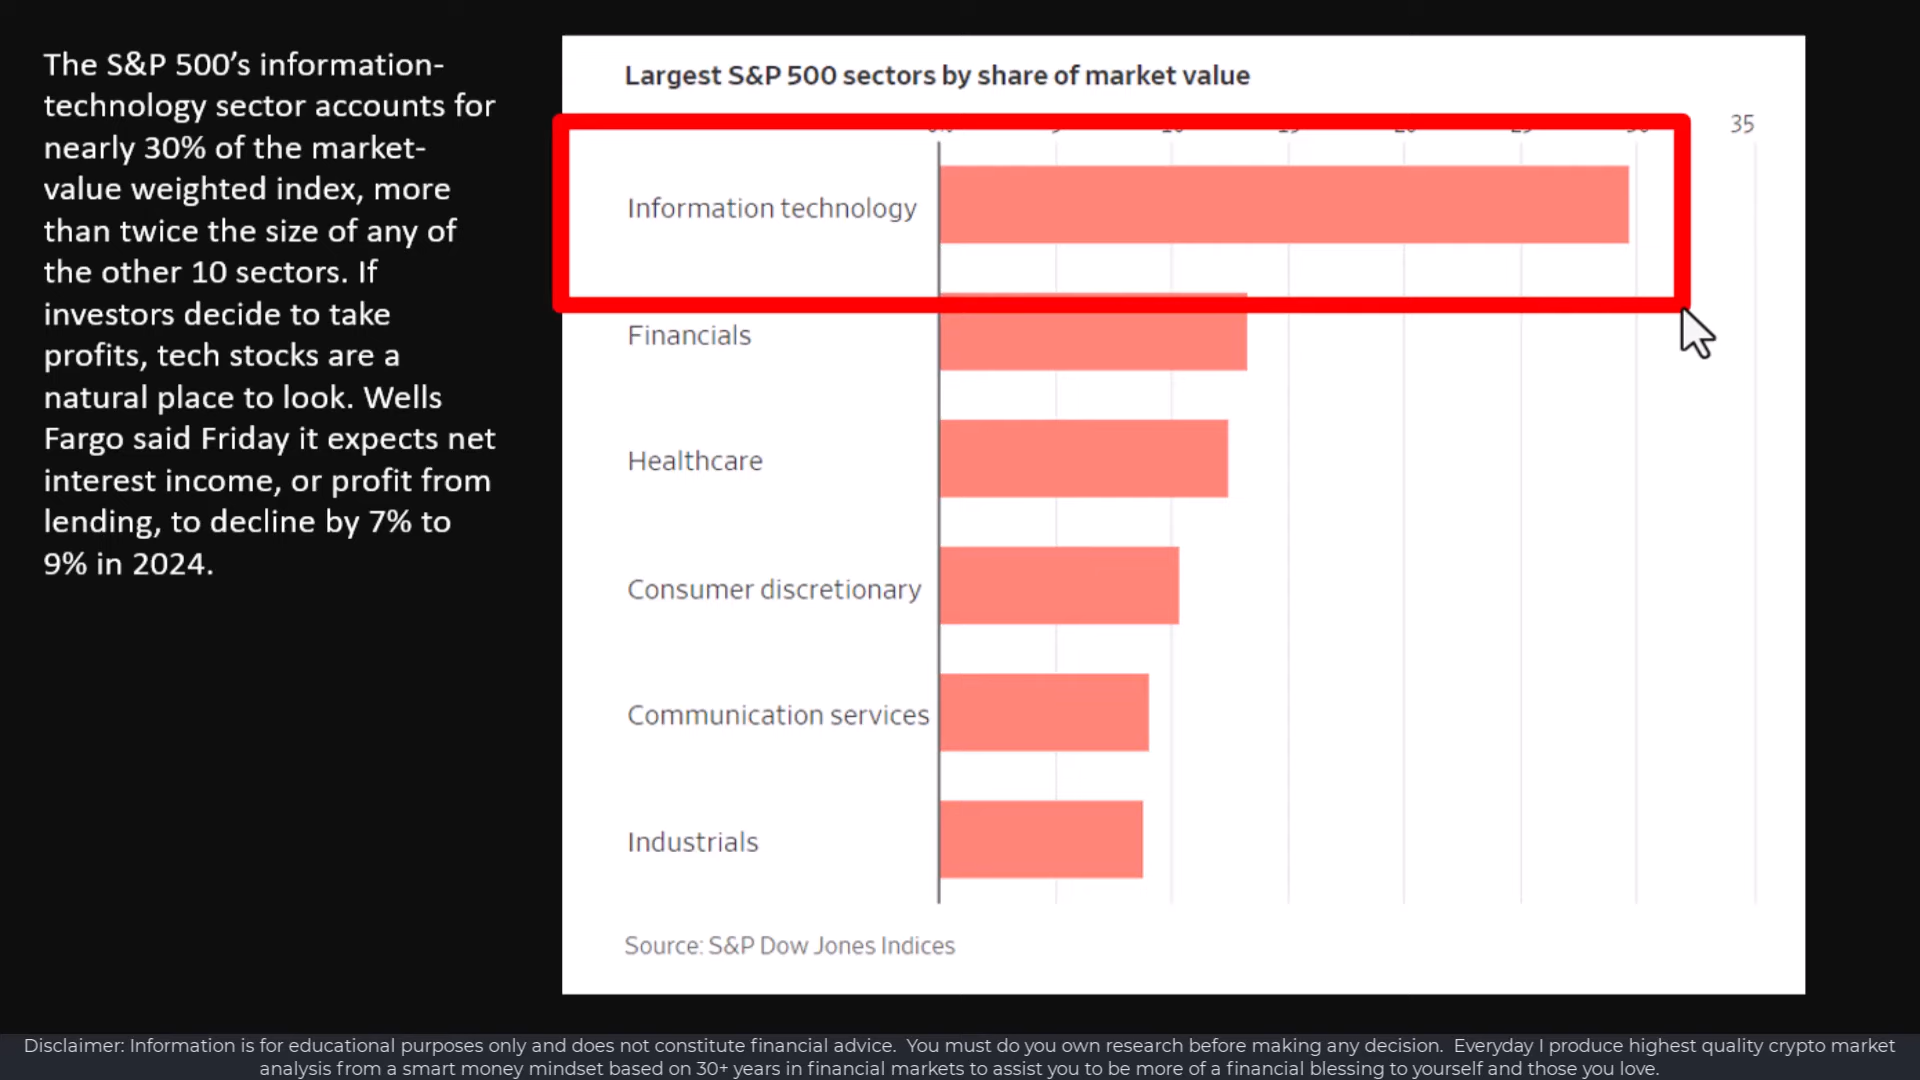 The S&P 500’s information-
technology sector accounts for
nearly 30% of the market-
value weighted index, more
than twice the size of any of
the other 10 sectors. If
investors decide to take
profits, tech stocks are a
natural place to look. Wells
Fargo said Friday it expects net
interest income, or profit from
lending, to decline by 7% to
9% in 2024.
Largest S&P 500 sectors by share of market value
35
Information technology
Financials
Healthcare
Consumer discretionary
Communication services
Industrials
Source: S&P Dow Jones Indices
Disclaimer: Information is for educational purposes only and does not constitute financial advice.  You must do you own research before making any decision.  Everyday I produce highest quality crypto market
analysis from a smart money mindset based on 30+ years in financial markets to assist you to be more of a financial blessing to yourself and those you love.